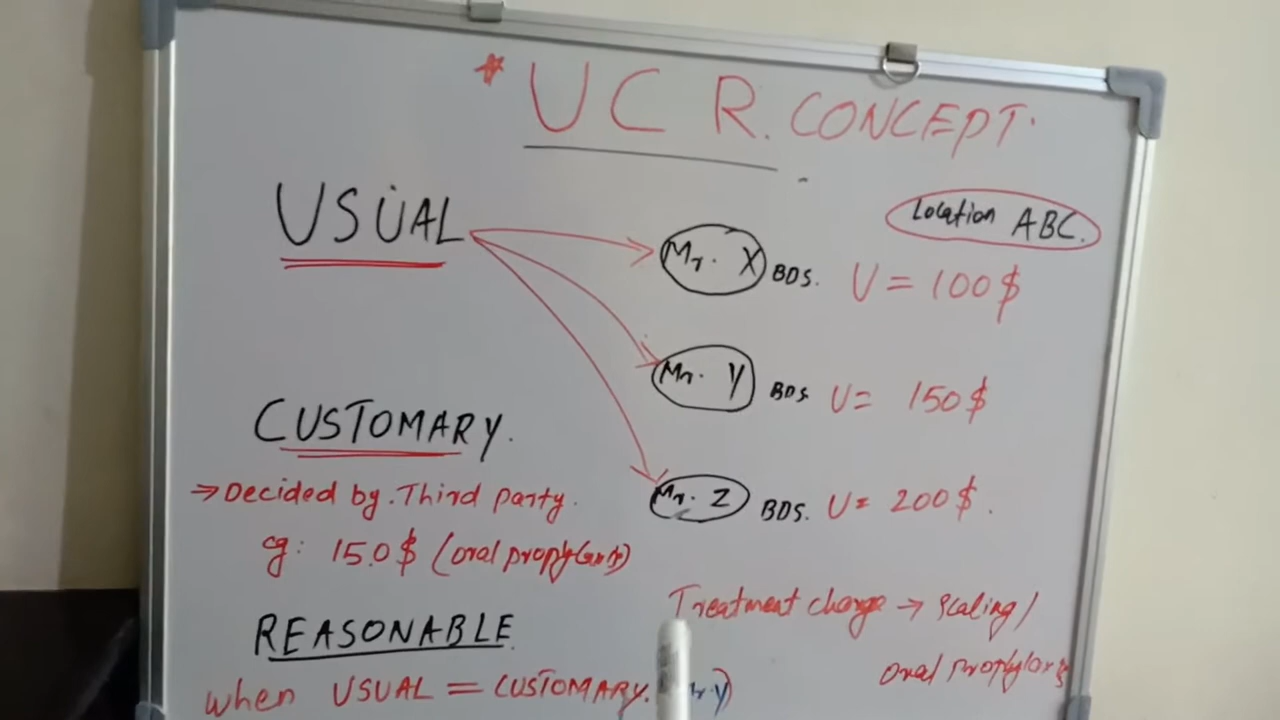 * U C R. CONCEPT.
Location ABC.
USUAL
Mr. X BDS. U = 100$
Mr. Y BDS. U = 150$
CUSTOMARY.
→ Decided by Third party.
Mr. Z BDS. U = 200$.
eg: 150$ (oral prophylaxis)
Treatment charge → Scaling/
Oral Prophylaxis
REASONABLE
When USUAL = CUSTOMARY.